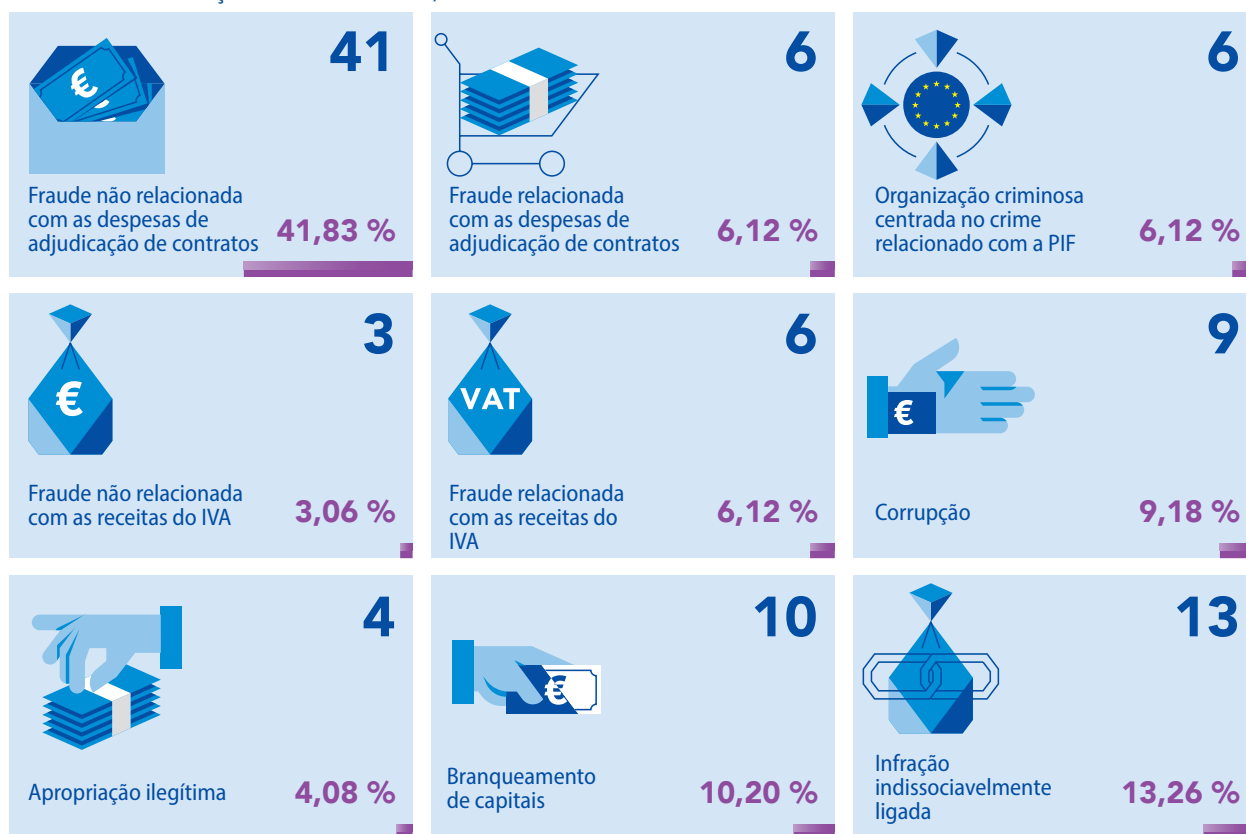 41
€
Fraude não relacionada
com as despesas de
adjudicação de contratos
41,83 %
6
Fraude relacionada
com as despesas de
adjudicação de contratos
6,12 %
6
Organização criminosa
centrada no crime
relacionado com a PIF
6,12 %
3
€
Fraude não relacionada
com as receitas do IVA
3,06 %
6
VAT
Fraude relacionada
com as receitas do
IVA
6,12 %
9
€
Corrupção
9,18 %
4
Apropriação ilegítima
4,08 %
10
€
Branqueamento
de capitais
10,20 %
13
Infração
indissociavelmente
ligada
13,26 %